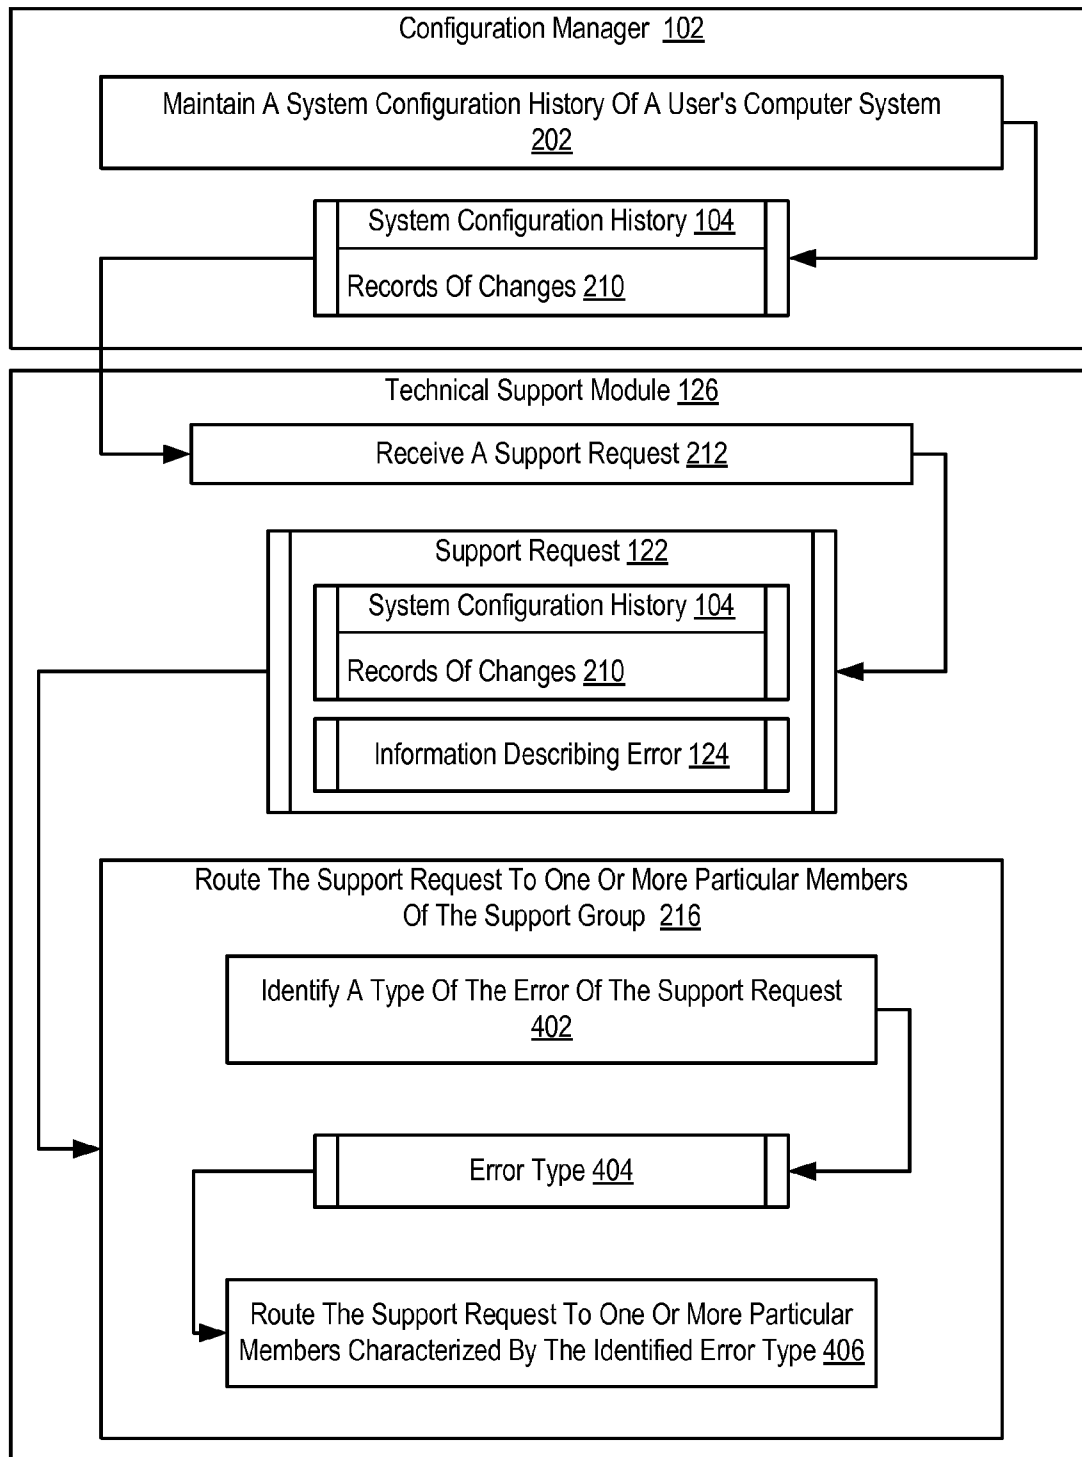 Configuration Manager 102
Maintain A System Configuration History Of A User's Computer System
202
System Configuration History 104
Records Of Changes 210
Technical Support Module 126
Receive A Support Request 212
Support Request 122
System Configuration History 104
Records Of Changes 210
Information Describing Error 124
Route The Support Request To One Or More Particular Members
Of The Support Group 216
Identify A Type Of The Error Of The Support Request
402
Error Type 404
Route The Support Request To One Or More Particular
Members Characterized By The Identified Error Type 406